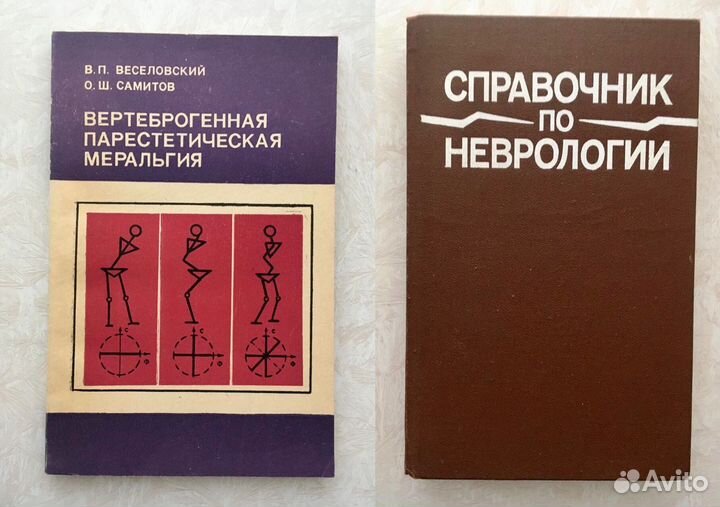 В.П. ВЕСЕЛОВСКИЙ
О.Ш. САМИТОВ
ВЕРТЕБРОГЕННАЯ
ПАРЕСТЕТИЧЕСКАЯ
МЕРАЛЬГИЯ
С
Ф
С
Ф
С
Ф
СПРАВОЧНИК
ПО
НЕВРОЛОГИИ
Avito